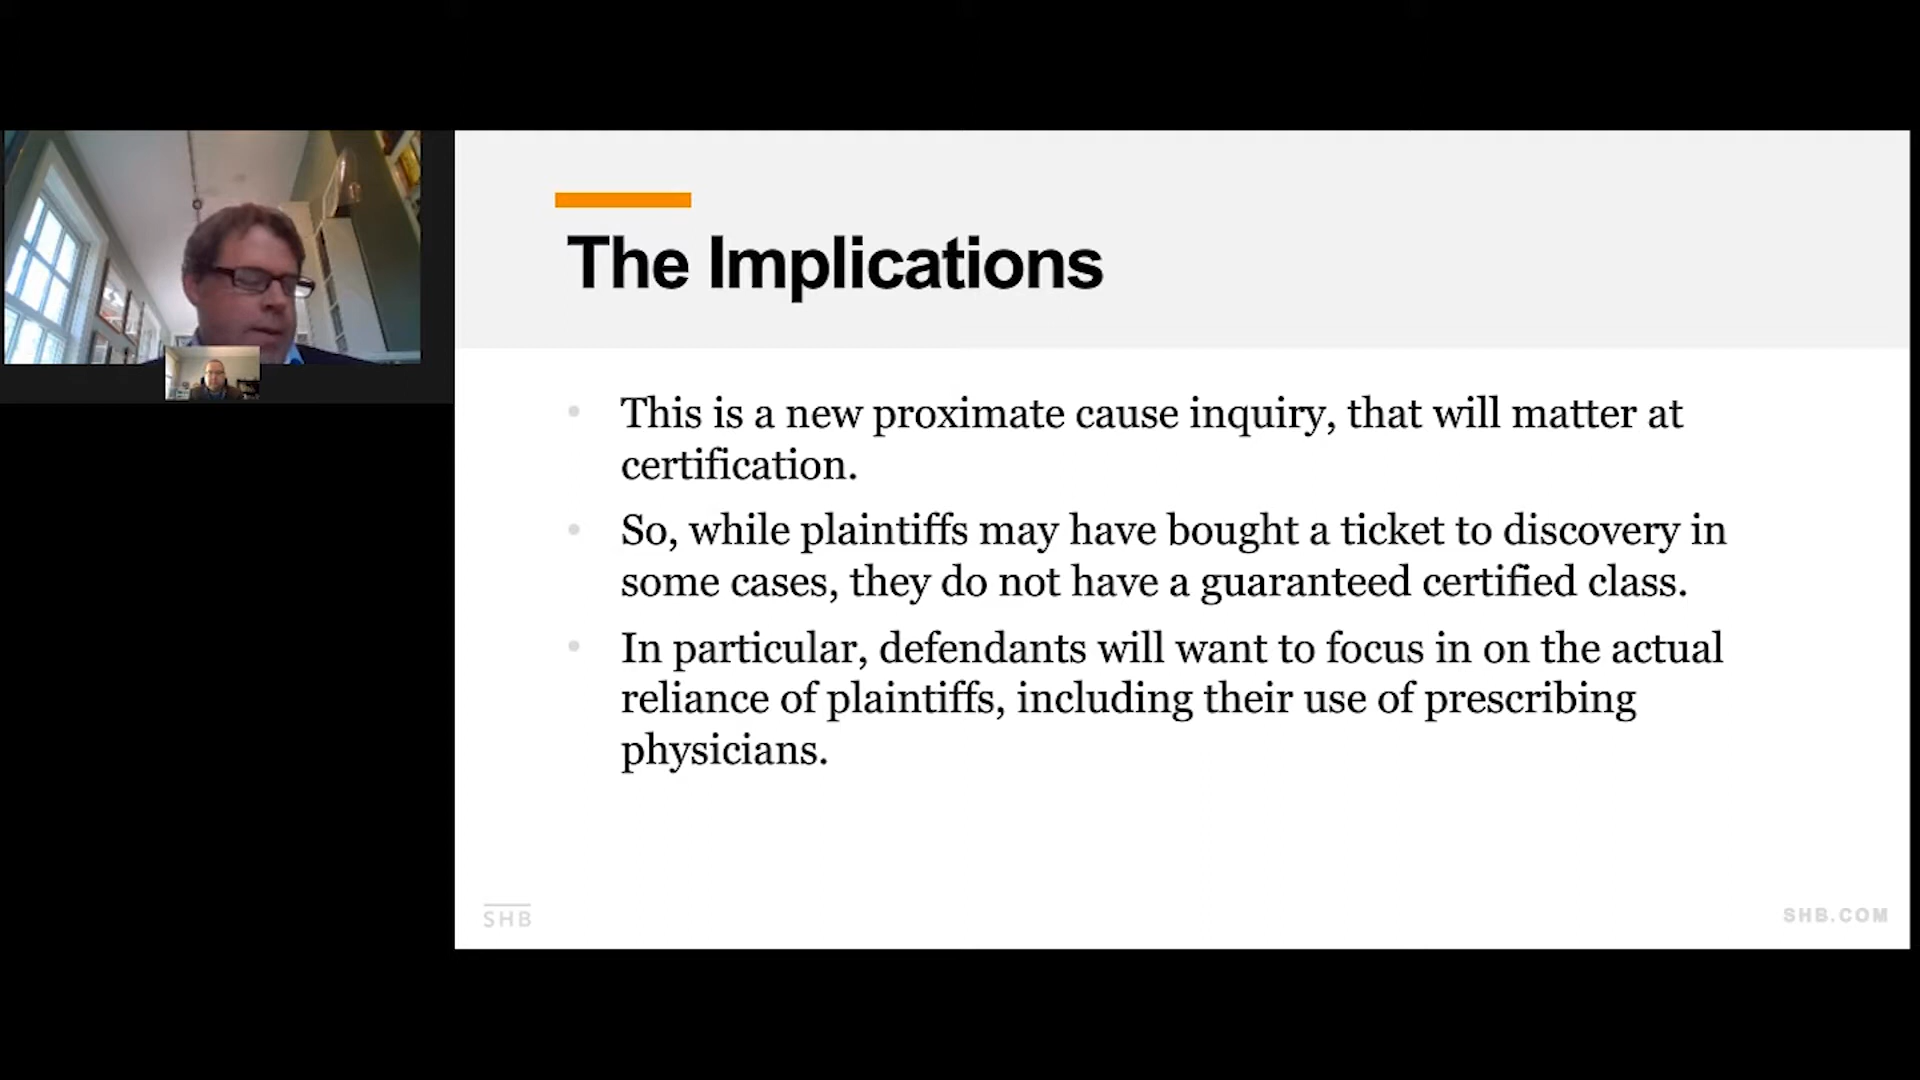 The Implications
This is a new proximate cause inquiry, that will matter at
certification.
So, while plaintiffs may have bought a ticket to discovery in
some cases, they do not have a guaranteed certified class.
In particular, defendants will want to focus in on the actual
reliance of plaintiffs, including their use of prescribing
physicians.
SHB
SHB.COM